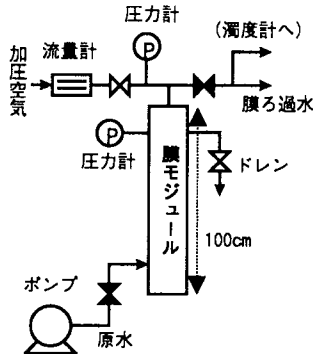 圧力計
P
(濁度計へ)
加圧空気
流量計
膜ろ過水
P
圧力計
膜モジュール
ドレン
100cm
ポンプ
原水